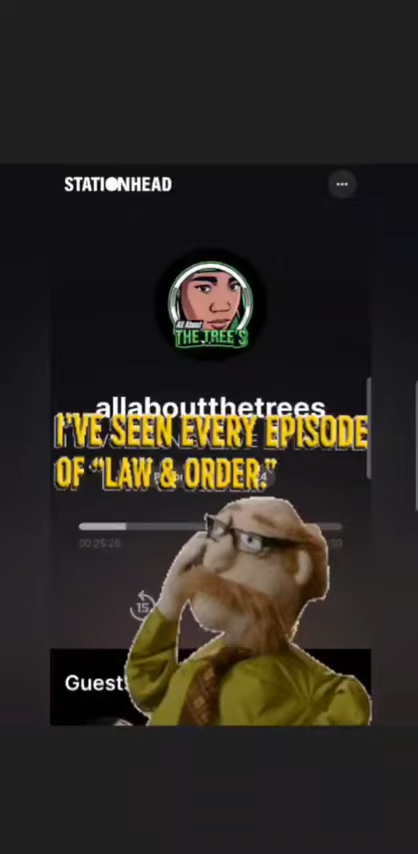 STATIONHEAD
All About
THE TREE'S
allaboutthetrees
I'VE SEEN EVERY EPISODE
OF "LAW & ORDER."
00:25:26
15
Guest